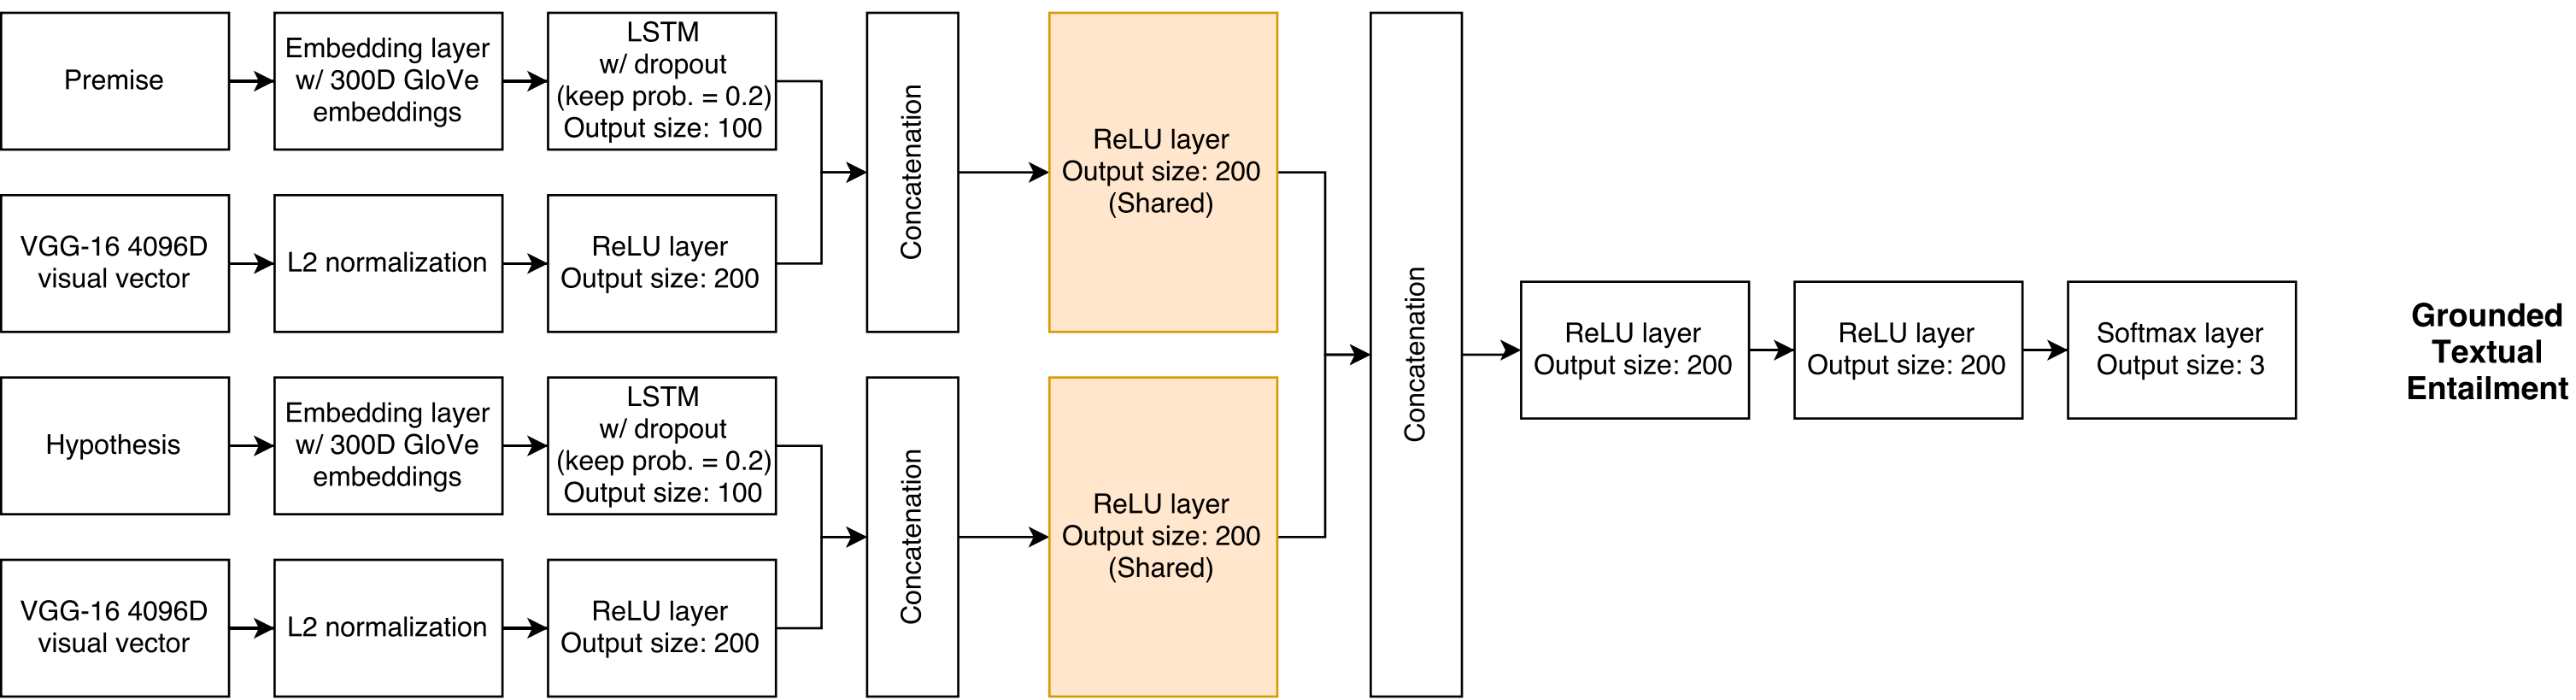 Premise
Embedding layer
w/ 300D GloVe
embeddings
LSTM
w/ dropout
(keep prob. = 0.2)
Output size: 100
VGG-16 4096D
visual vector
L2 normalization
ReLU layer
Output size: 200
Concatenation
ReLU layer
Output size: 200
(Shared)
Hypothesis
Embedding layer
w/ 300D GloVe
embeddings
LSTM
w/ dropout
(keep prob. = 0.2)
Output size: 100
VGG-16 4096D
visual vector
L2 normalization
ReLU layer
Output size: 200
Concatenation
ReLU layer
Output size: 200
(Shared)
Concatenation
ReLU layer
Output size: 200
ReLU layer
Output size: 200
Softmax layer
Output size: 3
Grounded
Textual
Entailment